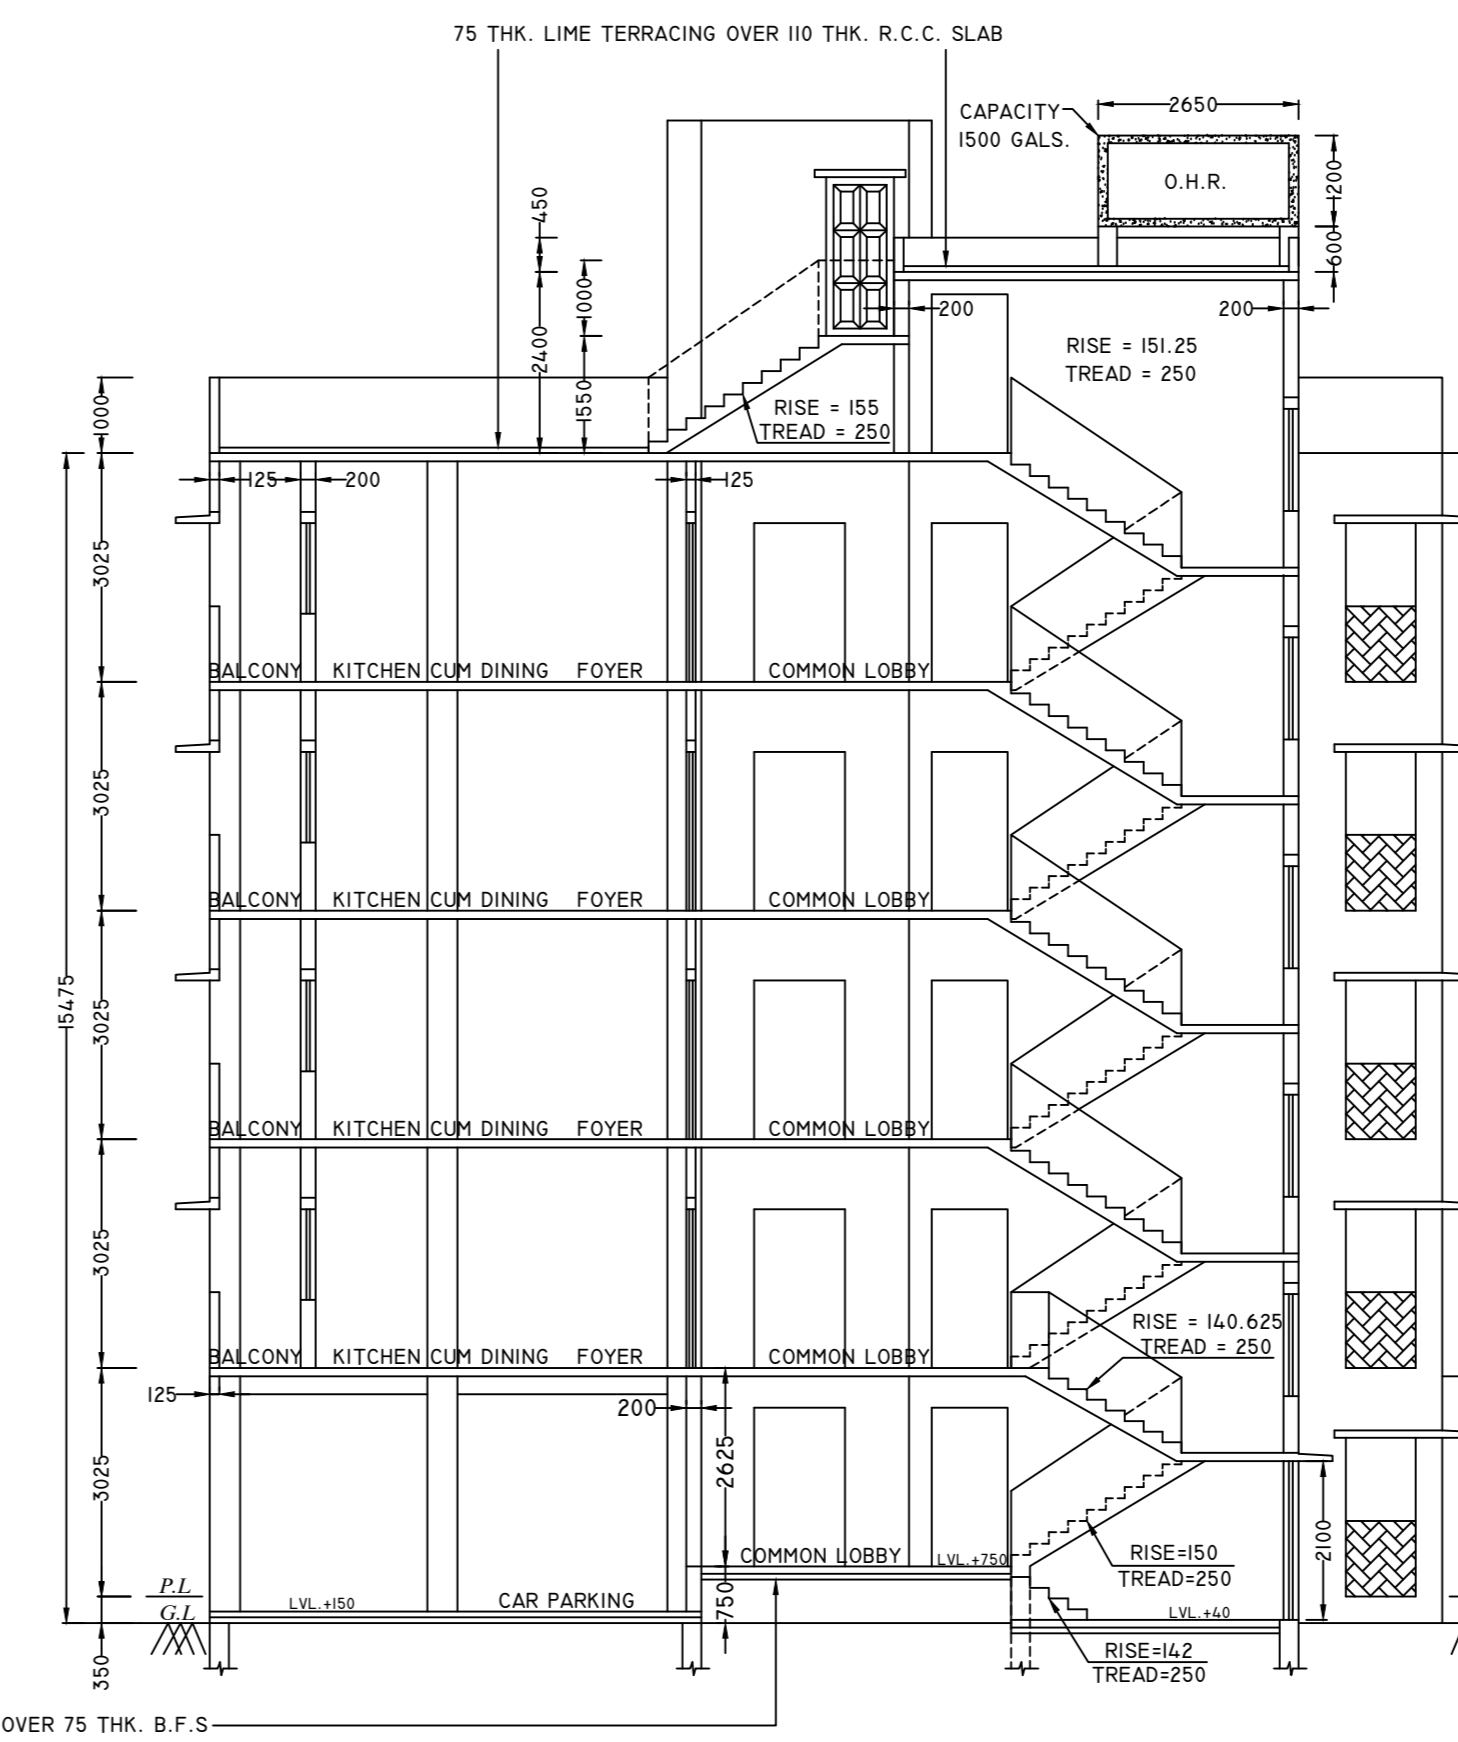 75 THK. LIME TERRACING OVER 110 THK. R.C.C. SLAB
CAPACITY
1500 GALS.
2650
O.H.R.
1200
600
450
1000
2400
1550
200
200
RISE = 151.25
TREAD = 250
RISE = 155
TREAD = 250
1000
125
200
125
3025
BALCONY KITCHEN CUM DINING FOYER COMMON LOBBY
3025
BALCONY KITCHEN CUM DINING FOYER COMMON LOBBY
15475
3025
BALCONY KITCHEN CUM DINING FOYER COMMON LOBBY
3025
RISE = 140.625
TREAD = 250
BALCONY KITCHEN CUM DINING FOYER COMMON LOBBY
125
200
2625
3025
2100
COMMON LOBBY
LVL.+750
RISE=150
TREAD=250
P.L
G.L
LVL.+150
CAR PARKING
750
LVL.+40
350
RISE=142
TREAD=250
OVER 75 THK. B.F.S